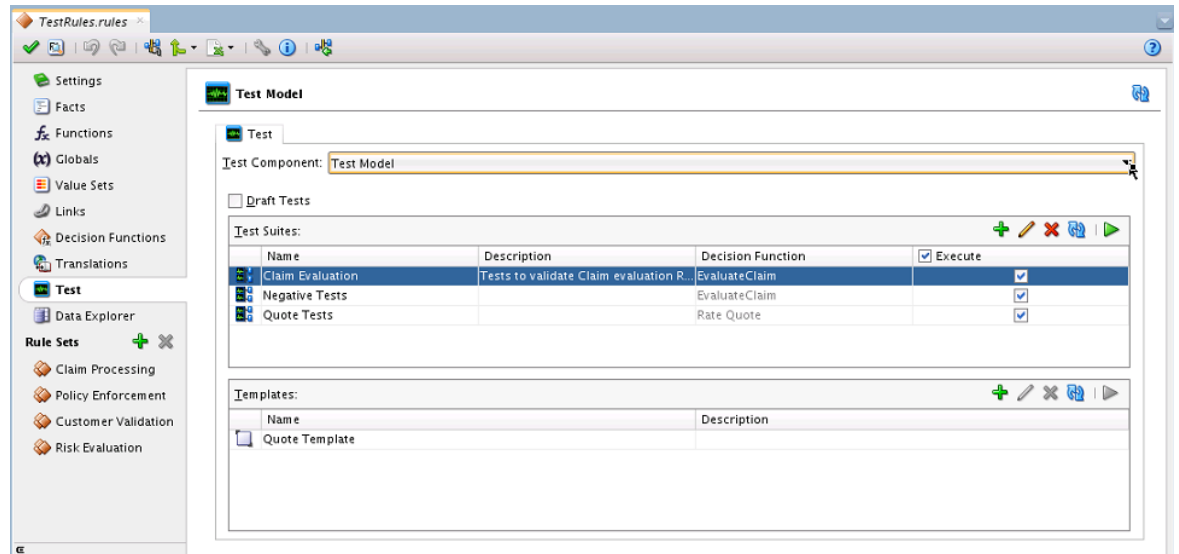 TestRules.rules
Settings
Facts
Functions
Globals
Value Sets
Links
Decision Functions
Translations
Test
Data Explorer
Rule Sets
Claim Processing
Policy Enforcement
Customer Validation
Risk Evaluation
Test Model
Test
Test Component: Test Model
Draft Tests
Test Suites:
Name Description Decision Function Execute
Claim Evaluation Tests to validate Claim evaluation R... EvaluateClaim
Negative Tests EvaluateClaim
Quote Tests Rate Quote
Templates:
Name Description
Quote Template